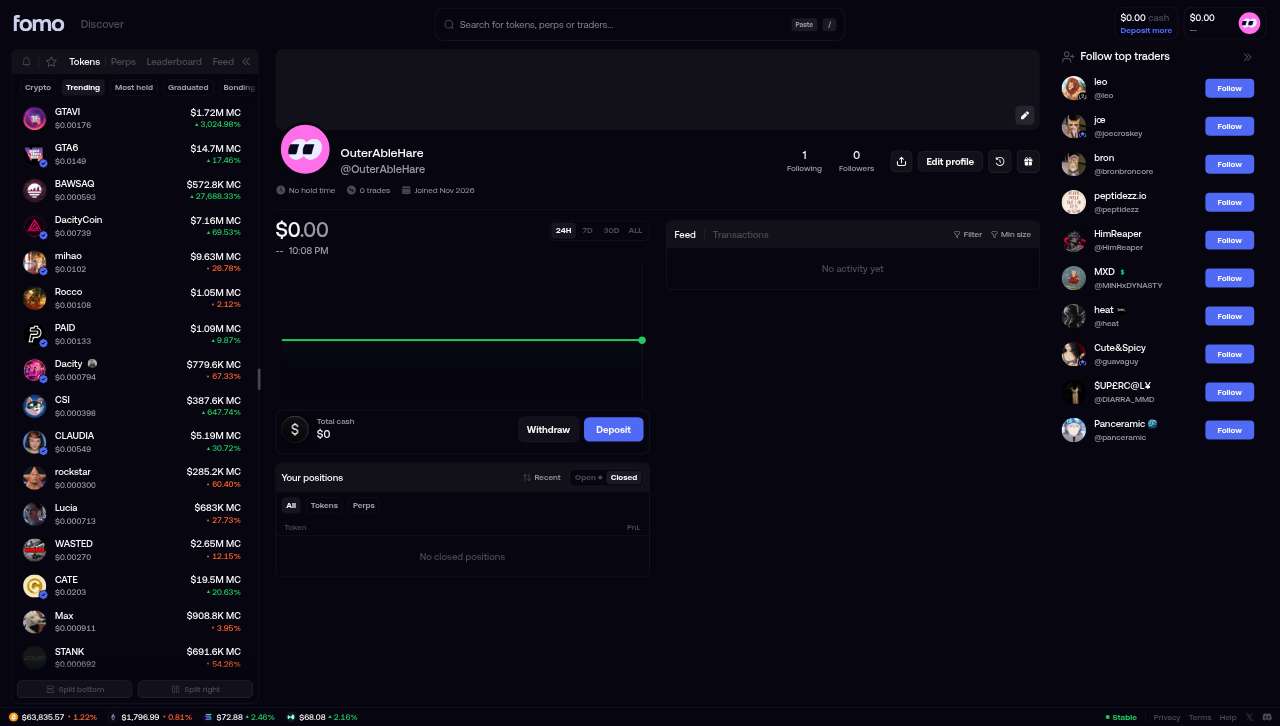 fomo Discover Search for tokens, perps or traders... Paste / $0.00 cash Deposit more $0.00 --
Tokens Perps Leaderboard Feed
Crypto Trending Most held Graduated Bonding
GTAVI $1.72M MC
$0.00176 3,024.98%
GTA6 $14.7M MC
$0.0149 17.46%
BAWSAQ $572.8K MC
$0.000593 27,688.33%
DacityCoin $7.16M MC
$0.00739 69.53%
mihao $9.63M MC
$0.0102 26.78%
Rocco $1.05M MC
$0.00108 2.12%
PAID $1.09M MC
$0.00133 9.87%
Dacity $779.6K MC
$0.000794 67.33%
CSI $387.6K MC
$0.000398 647.74%
CLAUDIA $5.19M MC
$0.00549 30.72%
rockstar $285.2K MC
$0.000300 60.40%
Lucia $683K MC
$0.000713 27.73%
WASTED $2.65M MC
$0.00270 12.15%
CATE $19.5M MC
$0.0203 20.63%
Max $908.8K MC
$0.000911 3.95%
STANK $691.6K MC
$0.000692 54.26%
Split bottom Split right
OuterAbleHare
@OuterAbleHare
1 Following 0 Followers Edit profile
No hold time 0 trades Joined Nov 2026
$0.00 24H 7D 30D ALL
-- 10:08 PM
Total cash
$0
Withdraw Deposit
Your positions Recent Open Closed
All Tokens Perps
Token PnL
No closed positions
Feed Transactions Filter Min size
No activity yet
Follow top traders
leo
@leo
Follow
jce
@joecroskey
Follow
bron
@bronbroncore
Follow
peptidezz.io
@peptidezz
Follow
HimReaper
@HimReaper
Follow
MXD
@MINHxDYNASTY
Follow
heat
@heat
Follow
Cute&Spicy
@guavaguy
Follow
$UP£RC@L¥
@DIARRA_MMD
Follow
Panceramic
@panceramic
Follow
$63,835.57 1.22% $1,796.99 0.81% $72.88 2.46% $68.08 2.16% Stable Privacy Terms Help